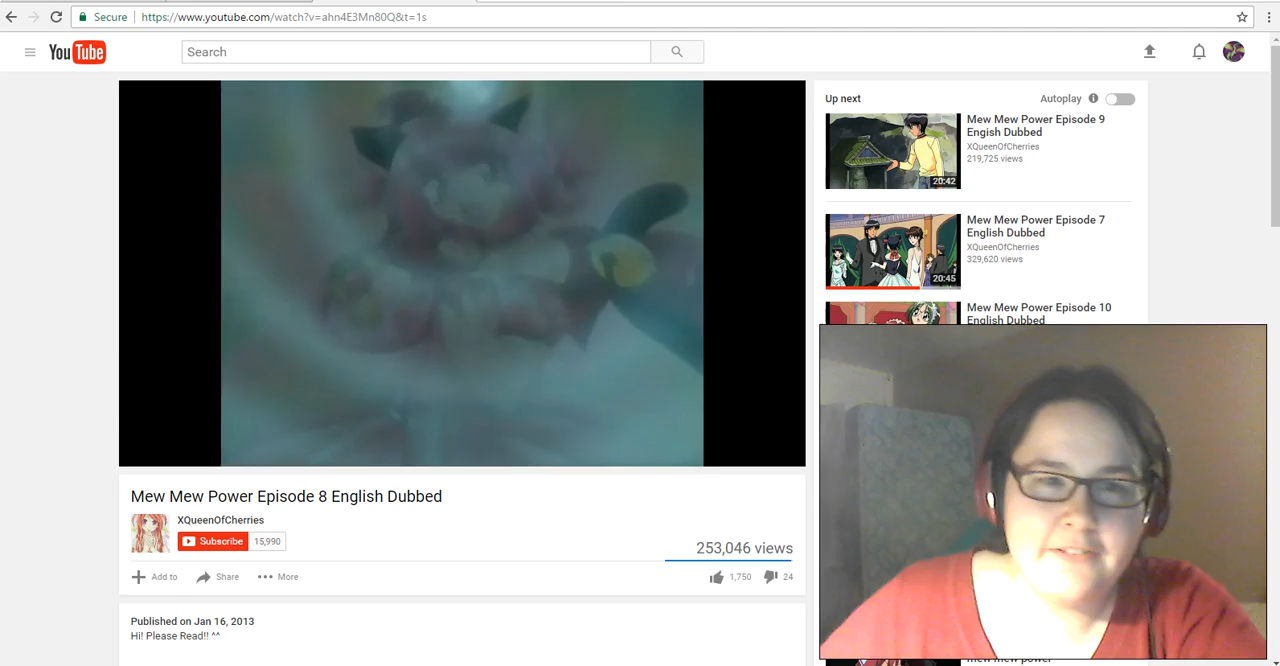 Secure https://www.youtube.com/watch?v=ahn4E3Mn80Q&t=1s
YouTube
Search
Up next
Autoplay
Mew Mew Power Episode 9
Engish Dubbed
XQueenOfCherries
219,725 views
20:42
Mew Mew Power Episode 7
English Dubbed
XQueenOfCherries
329,620 views
20:45
Mew Mew Power Episode 10
English Dubbed
Mew Mew Power Episode 8 English Dubbed
XQueenOfCherries
Subscribe 15,990
253,046 views
Add to Share More
1,750 24
Published on Jan 16, 2013
Hi! Please Read!! ^^
mew mew power